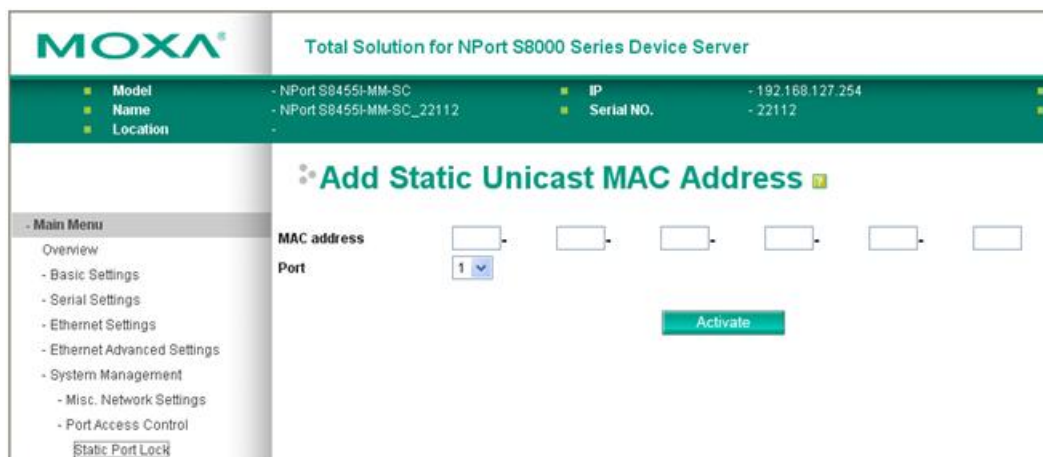 MOXA®
Total Solution for NPort S8000 Series Device Server
Model - NPort S8455I-MM-SC IP - 192.168.127.254
Name - NPort S8455I-MM-SC_22112 Serial NO. - 22112
Location -
Add Static Unicast MAC Address ?
- Main Menu
Overview
- Basic Settings
- Serial Settings
- Ethernet Settings
- Ethernet Advanced Settings
- System Management
- Misc. Network Settings
- Port Access Control
Static Port Lock
MAC address - - - - -
Port 1
Activate